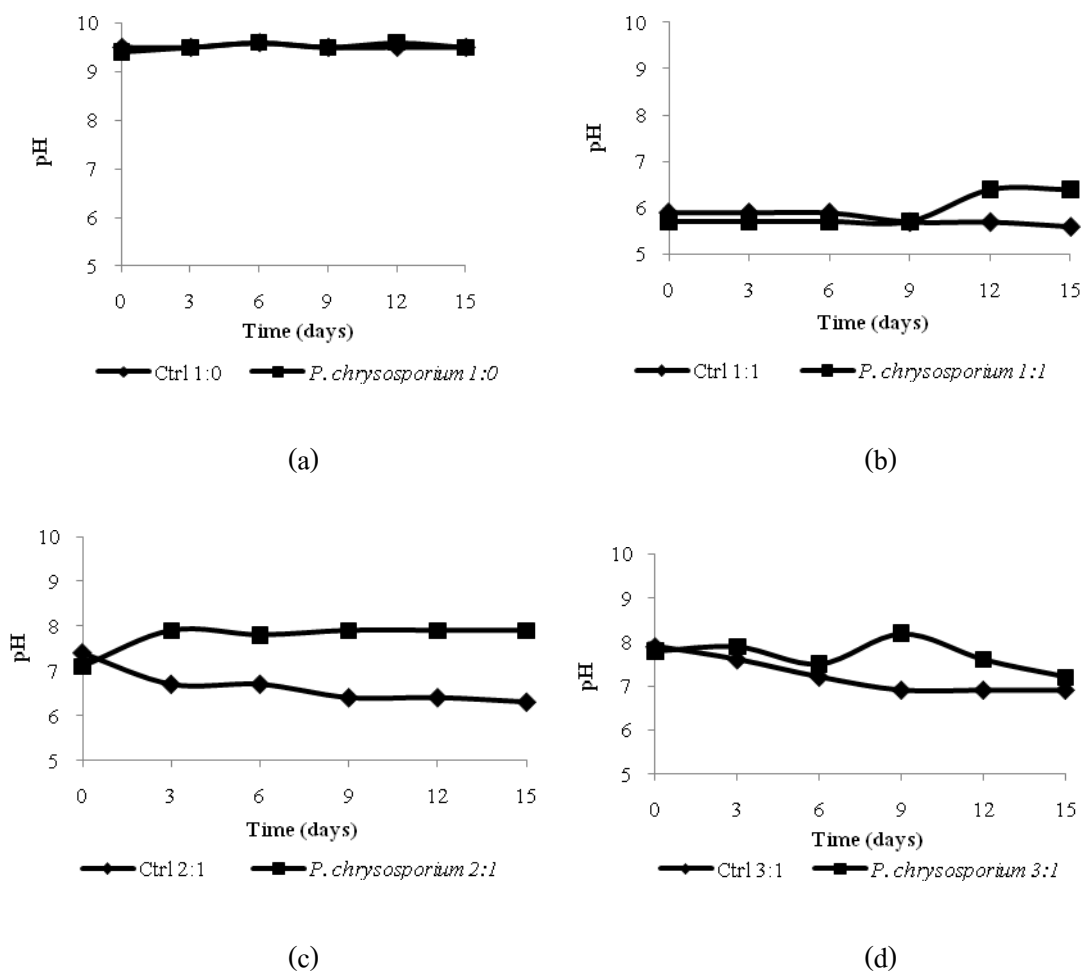 10
9
8
7
6
5
pH
0 3 6 9 12 15
Time (days)
Ctrl 1:0 P. chrysosporium 1:0
(a)
10
9
8
7
6
5
pH
0 3 6 9 12 15
Time (days)
Ctrl 1:1 P. chrysosporium 1:1
(b)
10
9
8
7
6
5
pH
0 3 6 9 12 15
Time (days)
Ctrl 2:1 P. chrysosporium 2:1
(c)
10
9
8
7
6
5
pH
0 3 6 9 12 15
Time (days)
Ctrl 3:1 P. chrysosporium 3:1
(d)